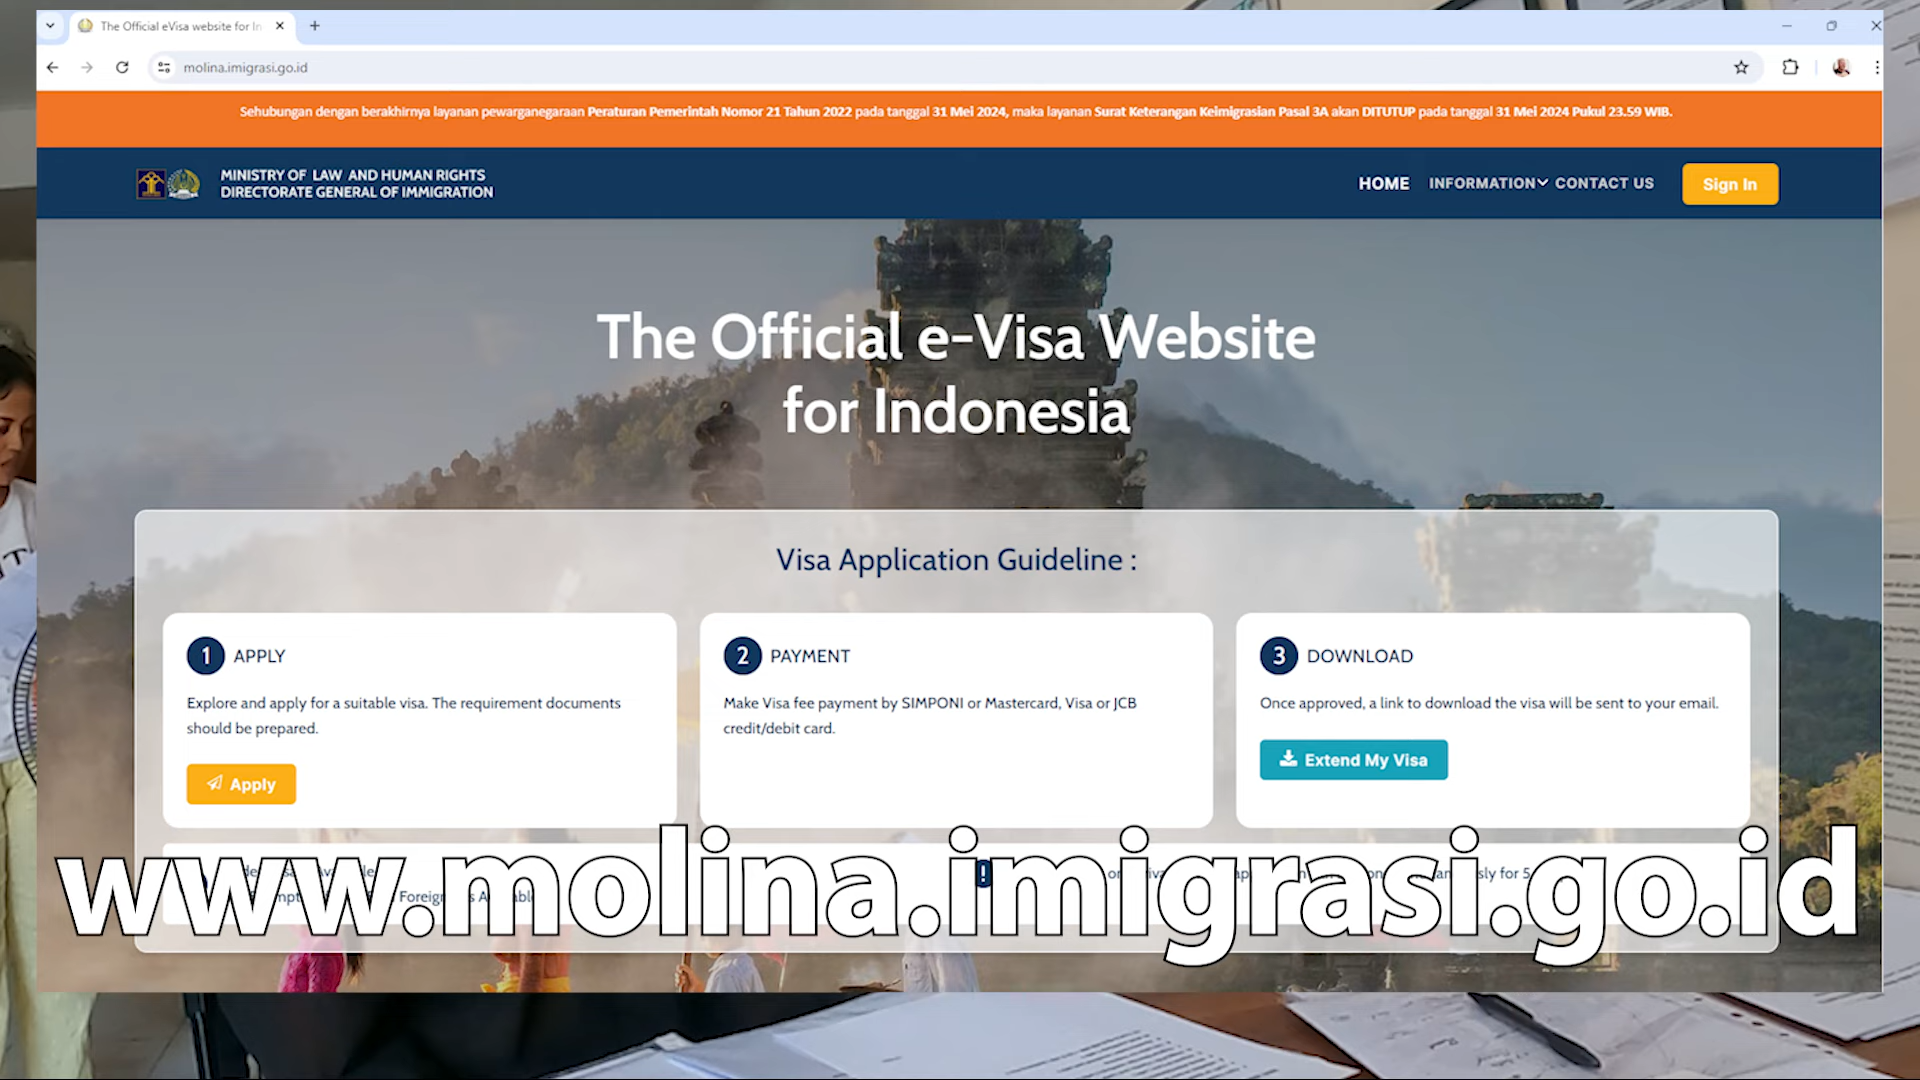 The Official eVisa website for In
molina.imigrasi.go.id
Sehubungan dengan berakhirnya layanan pewarganegaraan Peraturan Pemerintah Nomor 21 Tahun 2022 pada tanggal 31 Mei 2024, maka layanan Surat Keterangan Keimigrasian Pasal 3A akan DITUTUP pada tanggal 31 Mei 2024 Pukul 23.59 WIB.
MINISTRY OF LAW AND HUMAN RIGHTS
DIRECTORATE GENERAL OF IMMIGRATION
HOME INFORMATION CONTACT US Sign In
The Official e-Visa Website
for Indonesia
Visa Application Guideline :
1 APPLY
Explore and apply for a suitable visa. The requirement documents
should be prepared.
Apply
2 PAYMENT
Make Visa fee payment by SIMPONI or Mastercard, Visa or JCB
credit/debit card.
3 DOWNLOAD
Once approved, a link to download the visa will be sent to your email.
Extend My Visa
www.molina.imigrasi.go.id